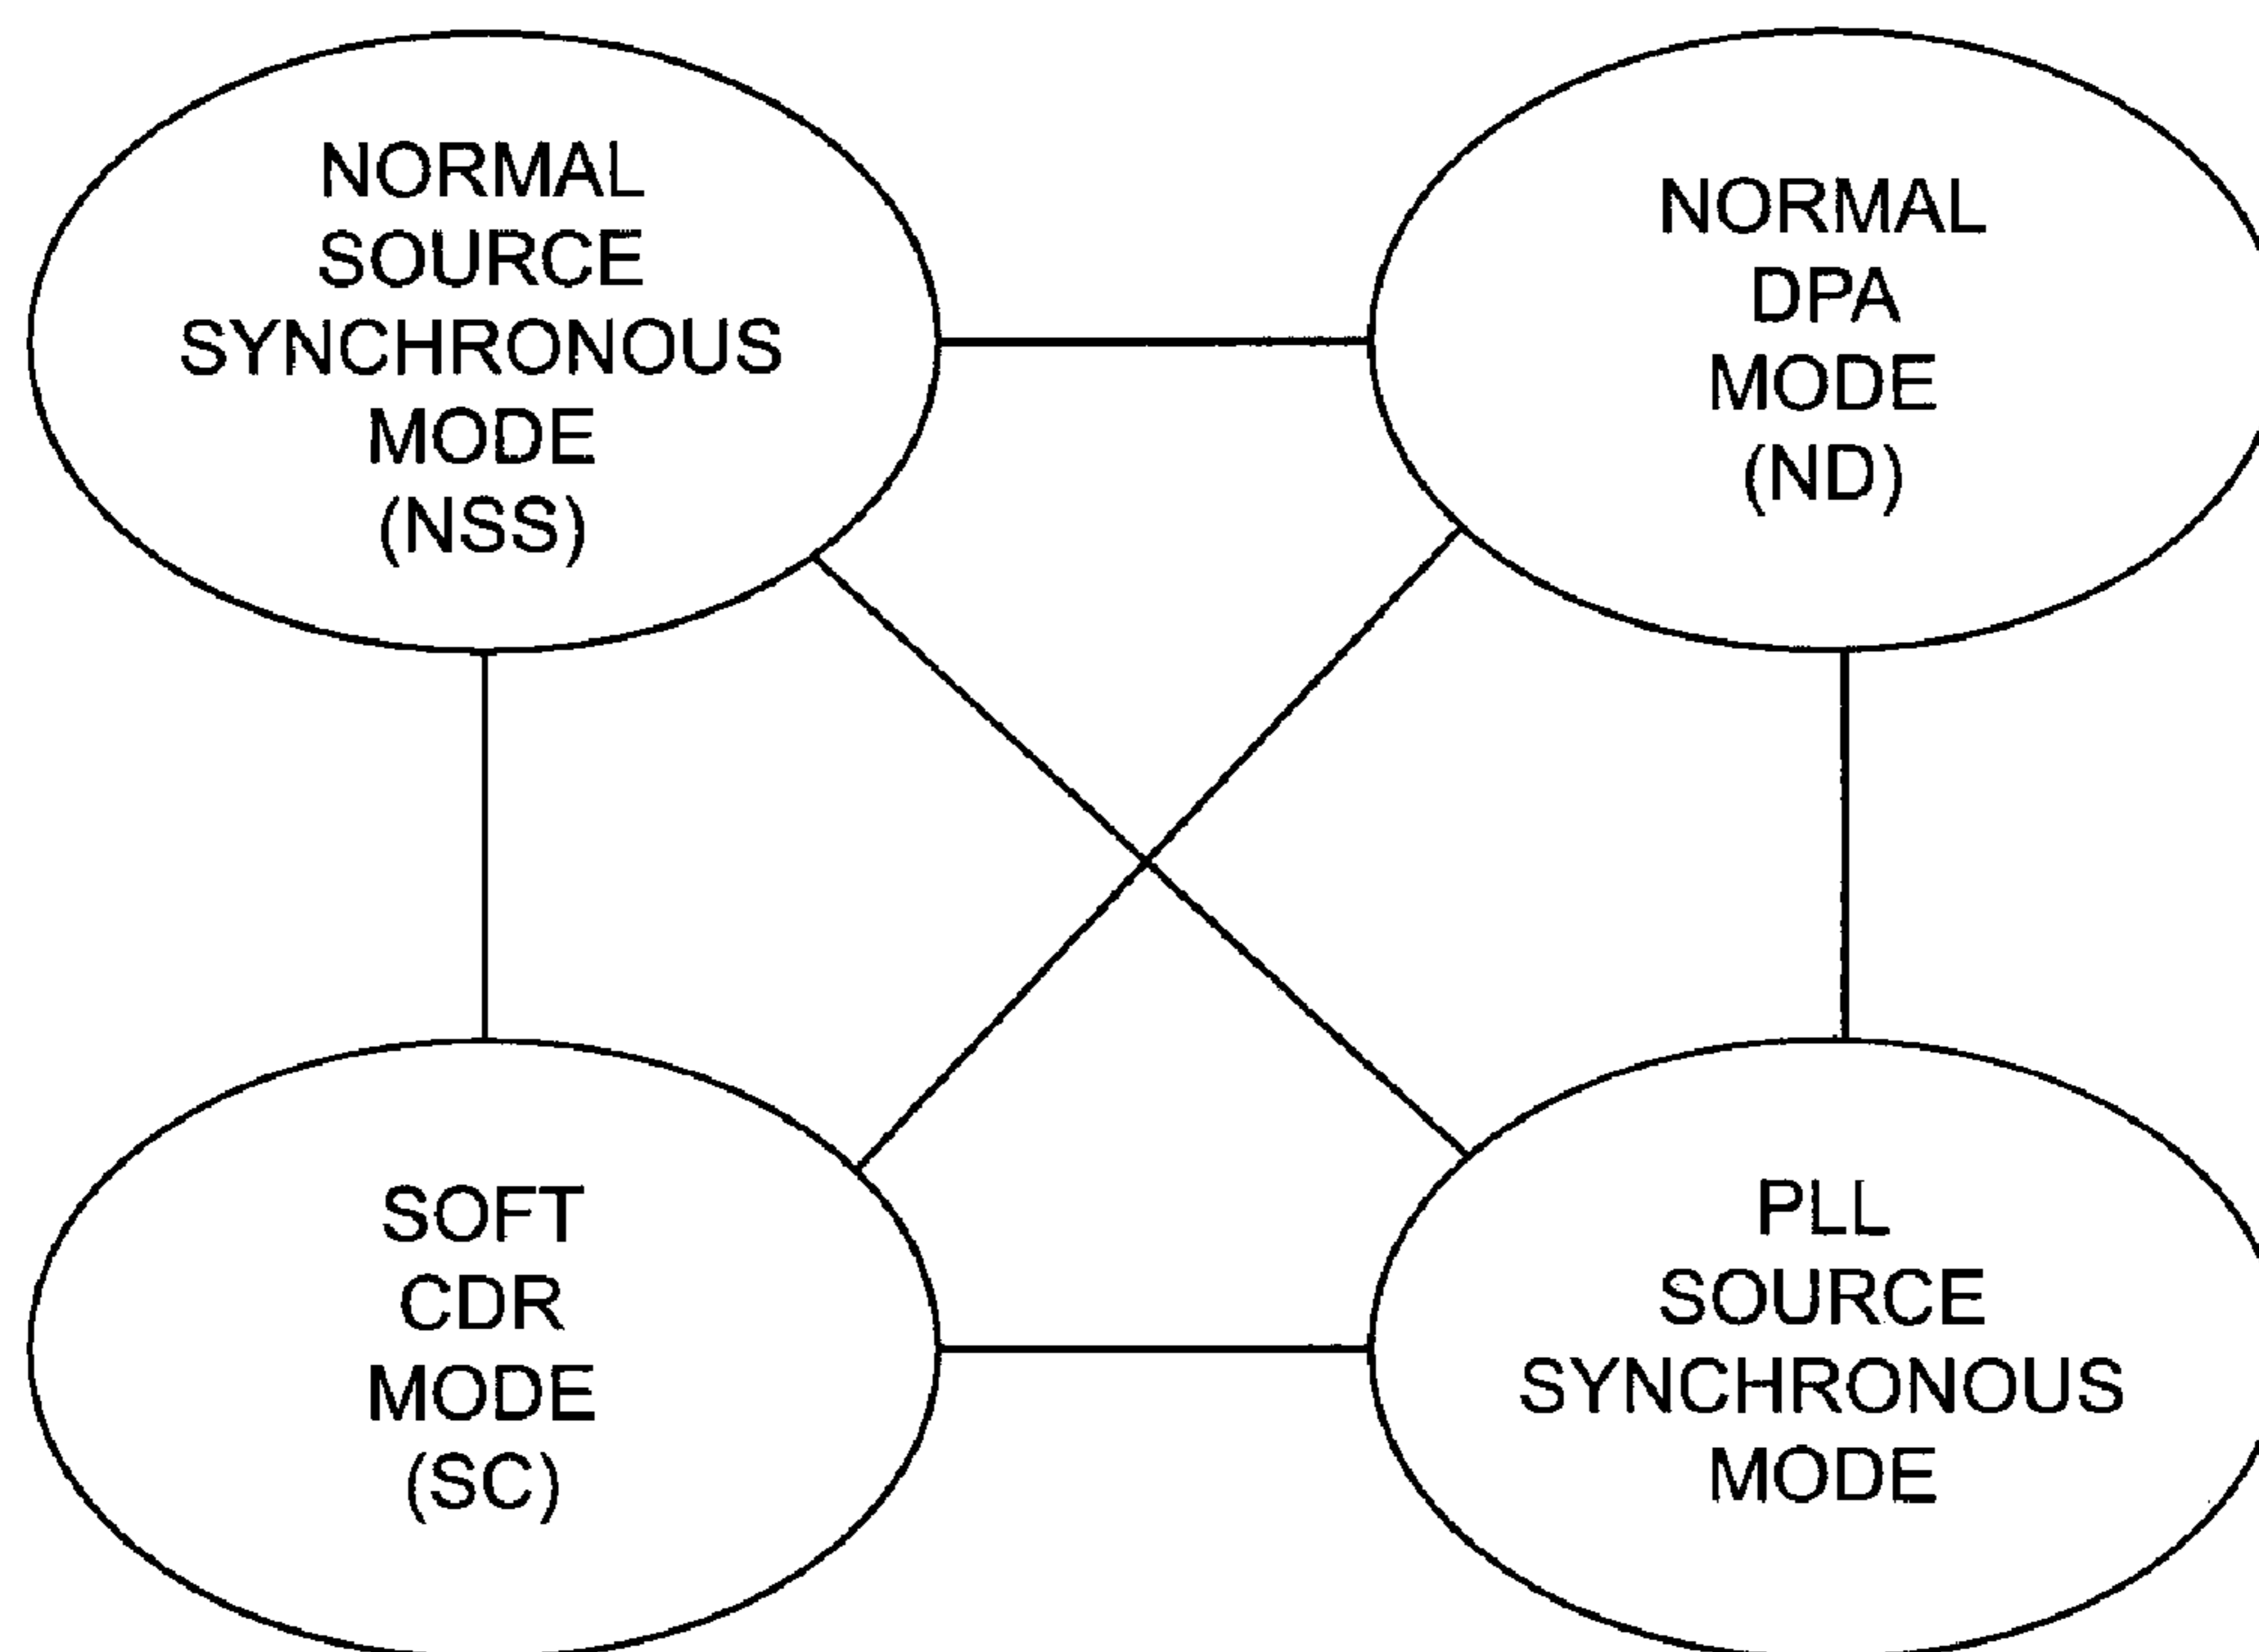 NORMAL
SOURCE
SYNCHRONOUS
MODE
(NSS)
NORMAL
DPA
MODE
(ND)
SOFT
CDR
MODE
(SC)
PLL
SOURCE
SYNCHRONOUS
MODE